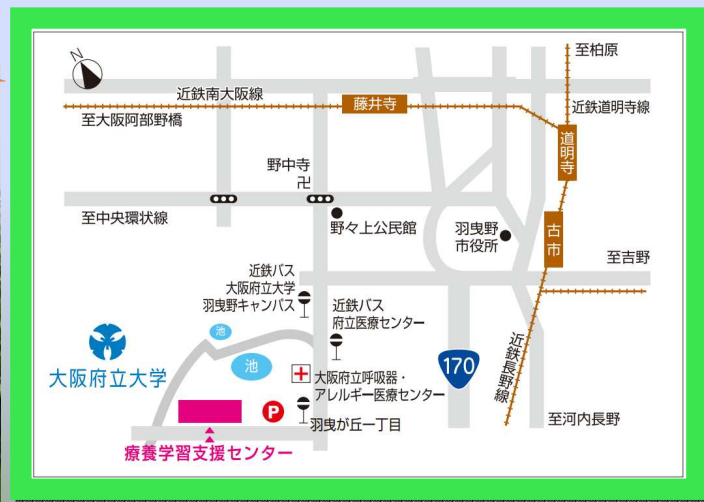 N
至柏原
近鉄南大阪線
藤井寺
近鉄道明寺線
至大阪阿部野橋
道明寺
野中寺
卍
至中央環状線
野々上公民館
羽曳野
市役所
古市
至吉野
近鉄バス
大阪府立大学
羽曳野キャンパス
近鉄バス
府立医療センター
池
池
大阪府立大学
170
近鉄長野線
大阪府立呼吸器・
アレルギー医療センター
P
羽曳が丘一丁目
至河内長野
療養学習支援センター